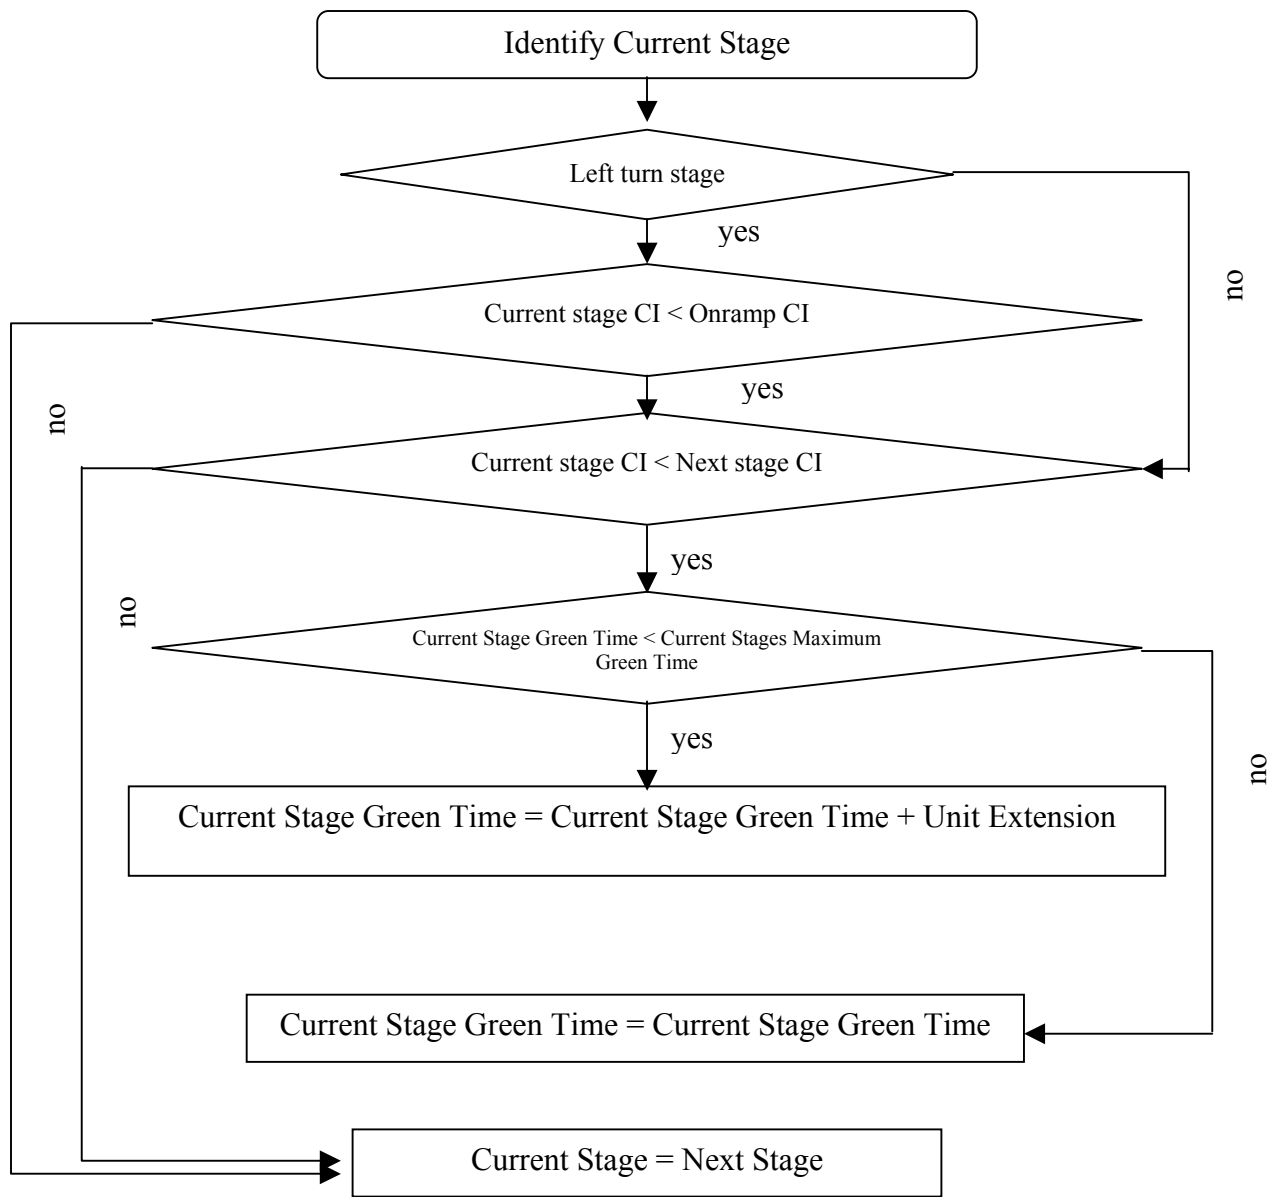 Identify Current Stage
Left turn stage
yes
no
Current stage CI < Onramp CI
yes
no
Current stage CI < Next stage CI
yes
no
Current Stage Green Time < Current Stages Maximum
Green Time
yes
no
Current Stage Green Time = Current Stage Green Time + Unit Extension
Current Stage Green Time = Current Stage Green Time
Current Stage = Next Stage